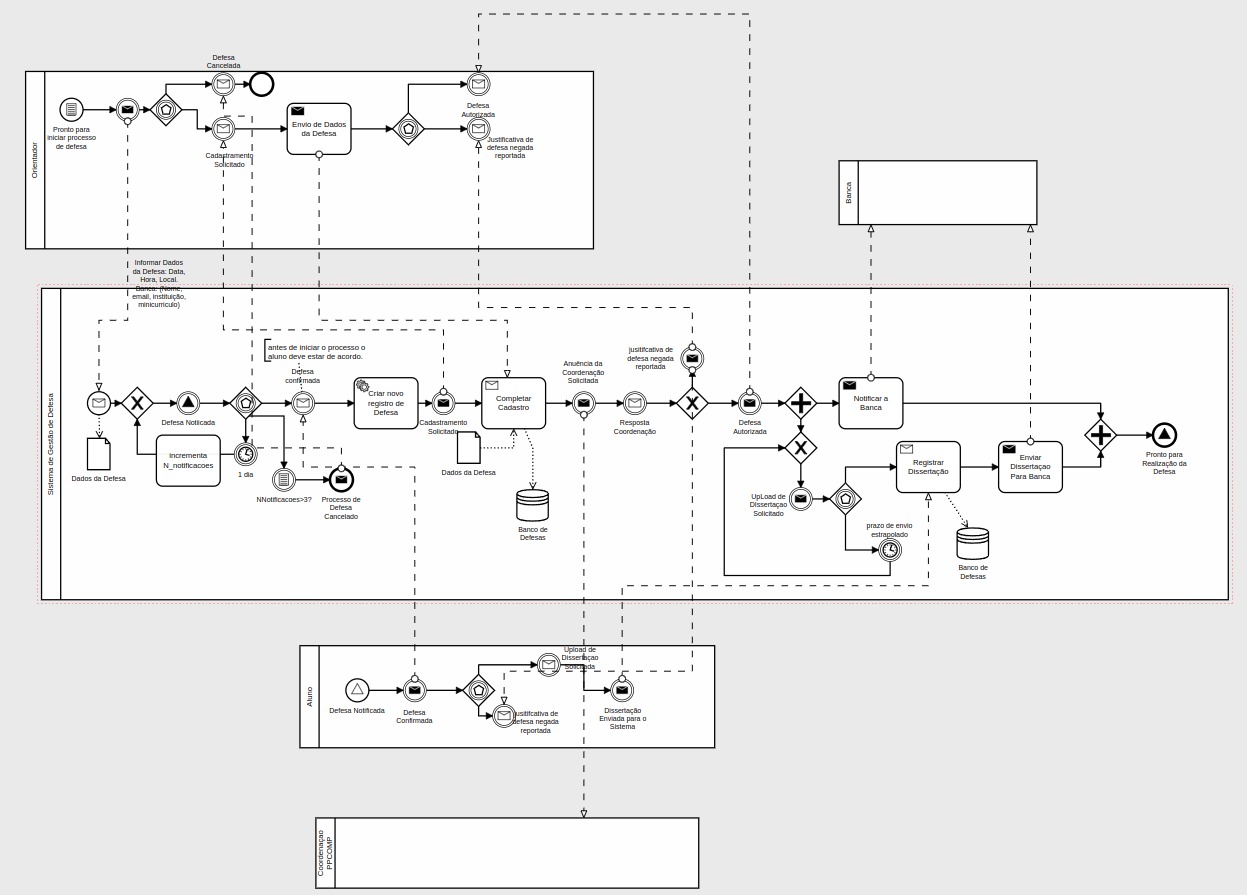 Defesa
Cancelada
Orientador
Pronto para
iniciar processo
de defesa
Cadastramento
Solicitado
Envio de Dados
da Defesa
Defesa
Autorizada
Justificativa de
defesa negada
reportada
Banca
Informar Dados
da Defesa: Data,
Hora, Local.
Banca: (Nome,
email, instituição,
minicurriculo)
Sistema de Gestão de Defesa
antes de iniciar o processo o
aluno deve estar de acordo.
Dados da Defesa
Defesa Noticada
incrementa
N_notificacoes
1 dia
NNotificacoes>3?
Defesa
confirmada
Processo de
Defesa
Cancelado
Criar novo
registro de
Defesa
Cadastramento
Solicitado
Completar
Cadastro
Dados da Defesa
Banco de
Defesas
Anuência da
Coordenação
Solicitada
Resposta
Coordenação
jusitifcativa de
defesa negada
reportada
Defesa
Autorizada
Notificar a
Banca
UpLoad de
Dissertaçao
Solicitado
prazo de envio
estrapolado
Registrar
Dissertação
Banco de
Defesas
Enviar
Dissertaçao
Para Banca
Pronto para
Realização da
Defesa
Aluno
Defesa Notificada
Defesa
Confirmada
Upload de
Dissertaçao
Solicitada
jusitifcativa de
defesa negada
reportada
Dissertação
Enviada para o
Sistema
Coordenaçao
PPCOMP